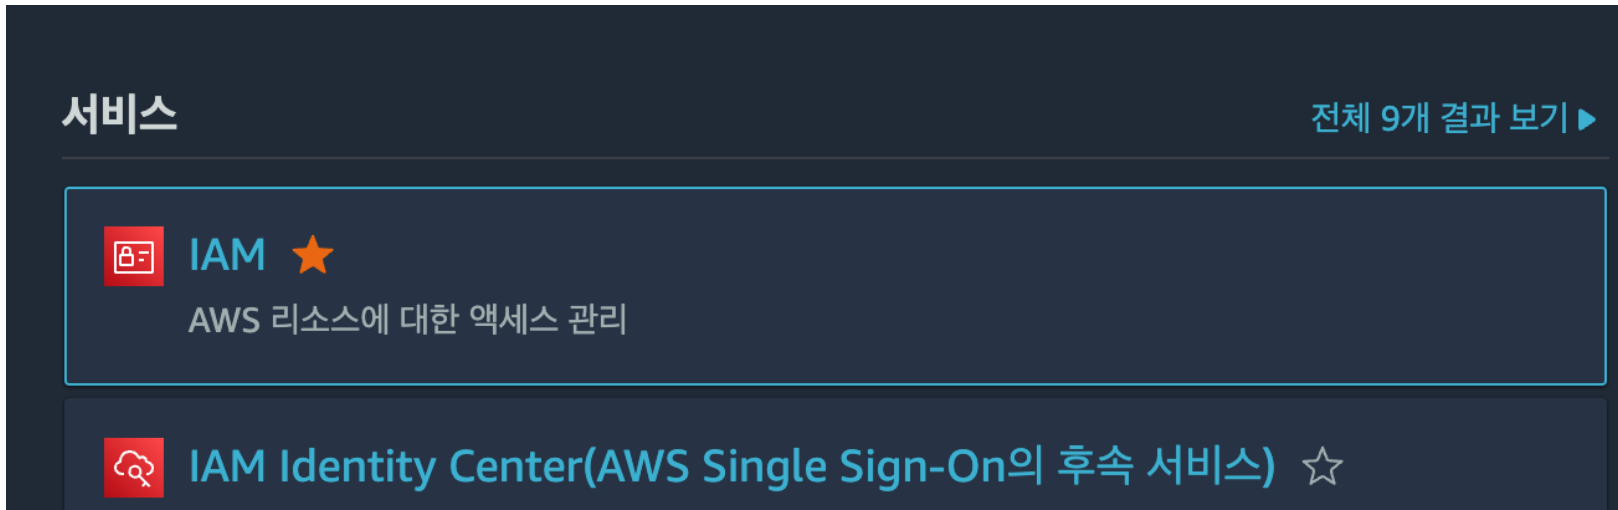 서비스
전체 9개 결과 보기
IAM
AWS 리소스에 대한 액세스 관리
IAM Identity Center(AWS Single Sign-On의 후속 서비스)